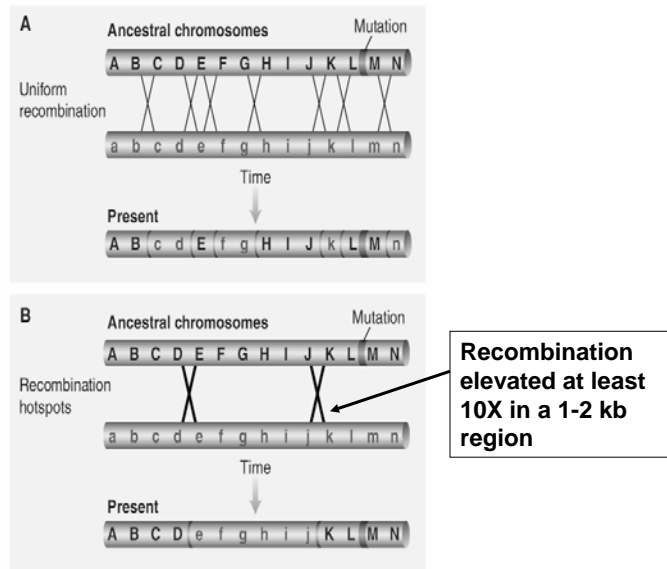 A
Ancestral chromosomes
Mutation
A B C D E F G H I J K L M N
Uniform
recombination
a b c d e f g h i j k l m n
Time
Present
A B c d E f g H I J k L M n
B
Ancestral chromosomes
Mutation
A B C D E F G H I J K L M N
Recombination
hotspots
a b c d e f g h i j k l m n
Time
Present
A B C D e f g h i j K L M N
Recombination
elevated at least
10X in a 1-2 kb
region